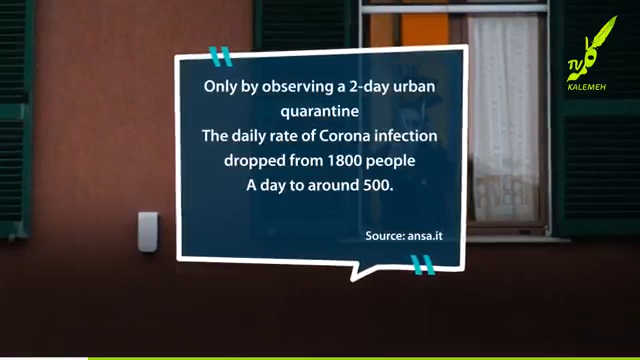 TV
KALEMEH
Only by observing a 2-day urban
quarantine
The daily rate of Corona infection
dropped from 1800 people
A day to around 500.
Source: ansa.it